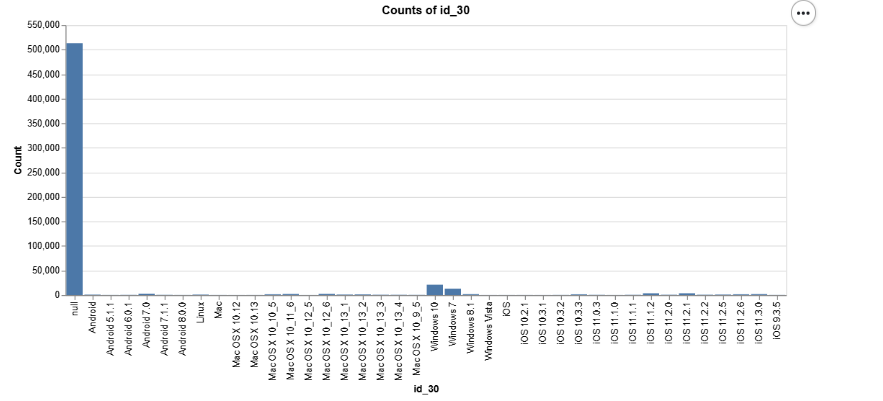 Counts of id_30
550,000
500,000
450,000
400,000
350,000
300,000
250,000
200,000
150,000
100,000
50,000
0
Count
null
Android
Android 5.1.1
Android 6.0.1
Android 7.0
Android 7.1.1
Android 8.0.0
Linux
Mac
Mac OS X 10.12
Mac OS X 10.13
Mac OS X 10_10_5
Mac OS X 10_11_6
Mac OS X 10_12_5
Mac OS X 10_12_6
Mac OS X 10_13_1
Mac OS X 10_13_2
Mac OS X 10_13_3
Mac OS X 10_13_4
Mac OS X 10_9_5
Windows 10
Windows 7
Windows 8.1
Windows Vista
iOS
iOS 10.2.1
iOS 10.3.1
iOS 10.3.2
iOS 10.3.3
iOS 11.0.3
iOS 11.1.0
iOS 11.1.1
iOS 11.1.2
iOS 11.2.0
iOS 11.2.1
iOS 11.2.2
iOS 11.2.5
iOS 11.2.6
iOS 11.3.0
iOS 9.3.5
id_30